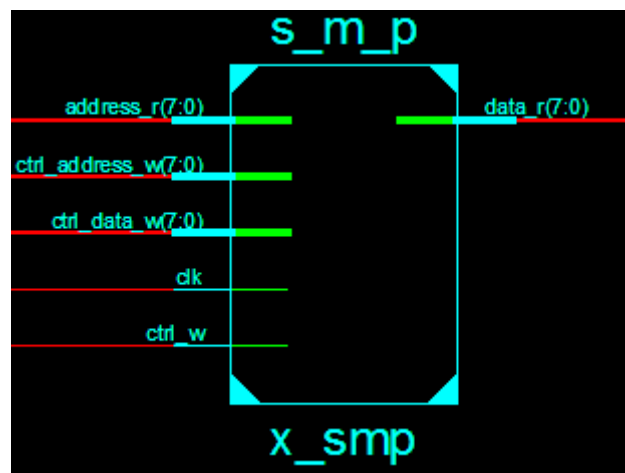 s_m_p
address_r(7:0)
data_r(7:0)
ctrl_address_w(7:0)
ctrl_data_w(7:0)
clk
ctrl_w
x_smp